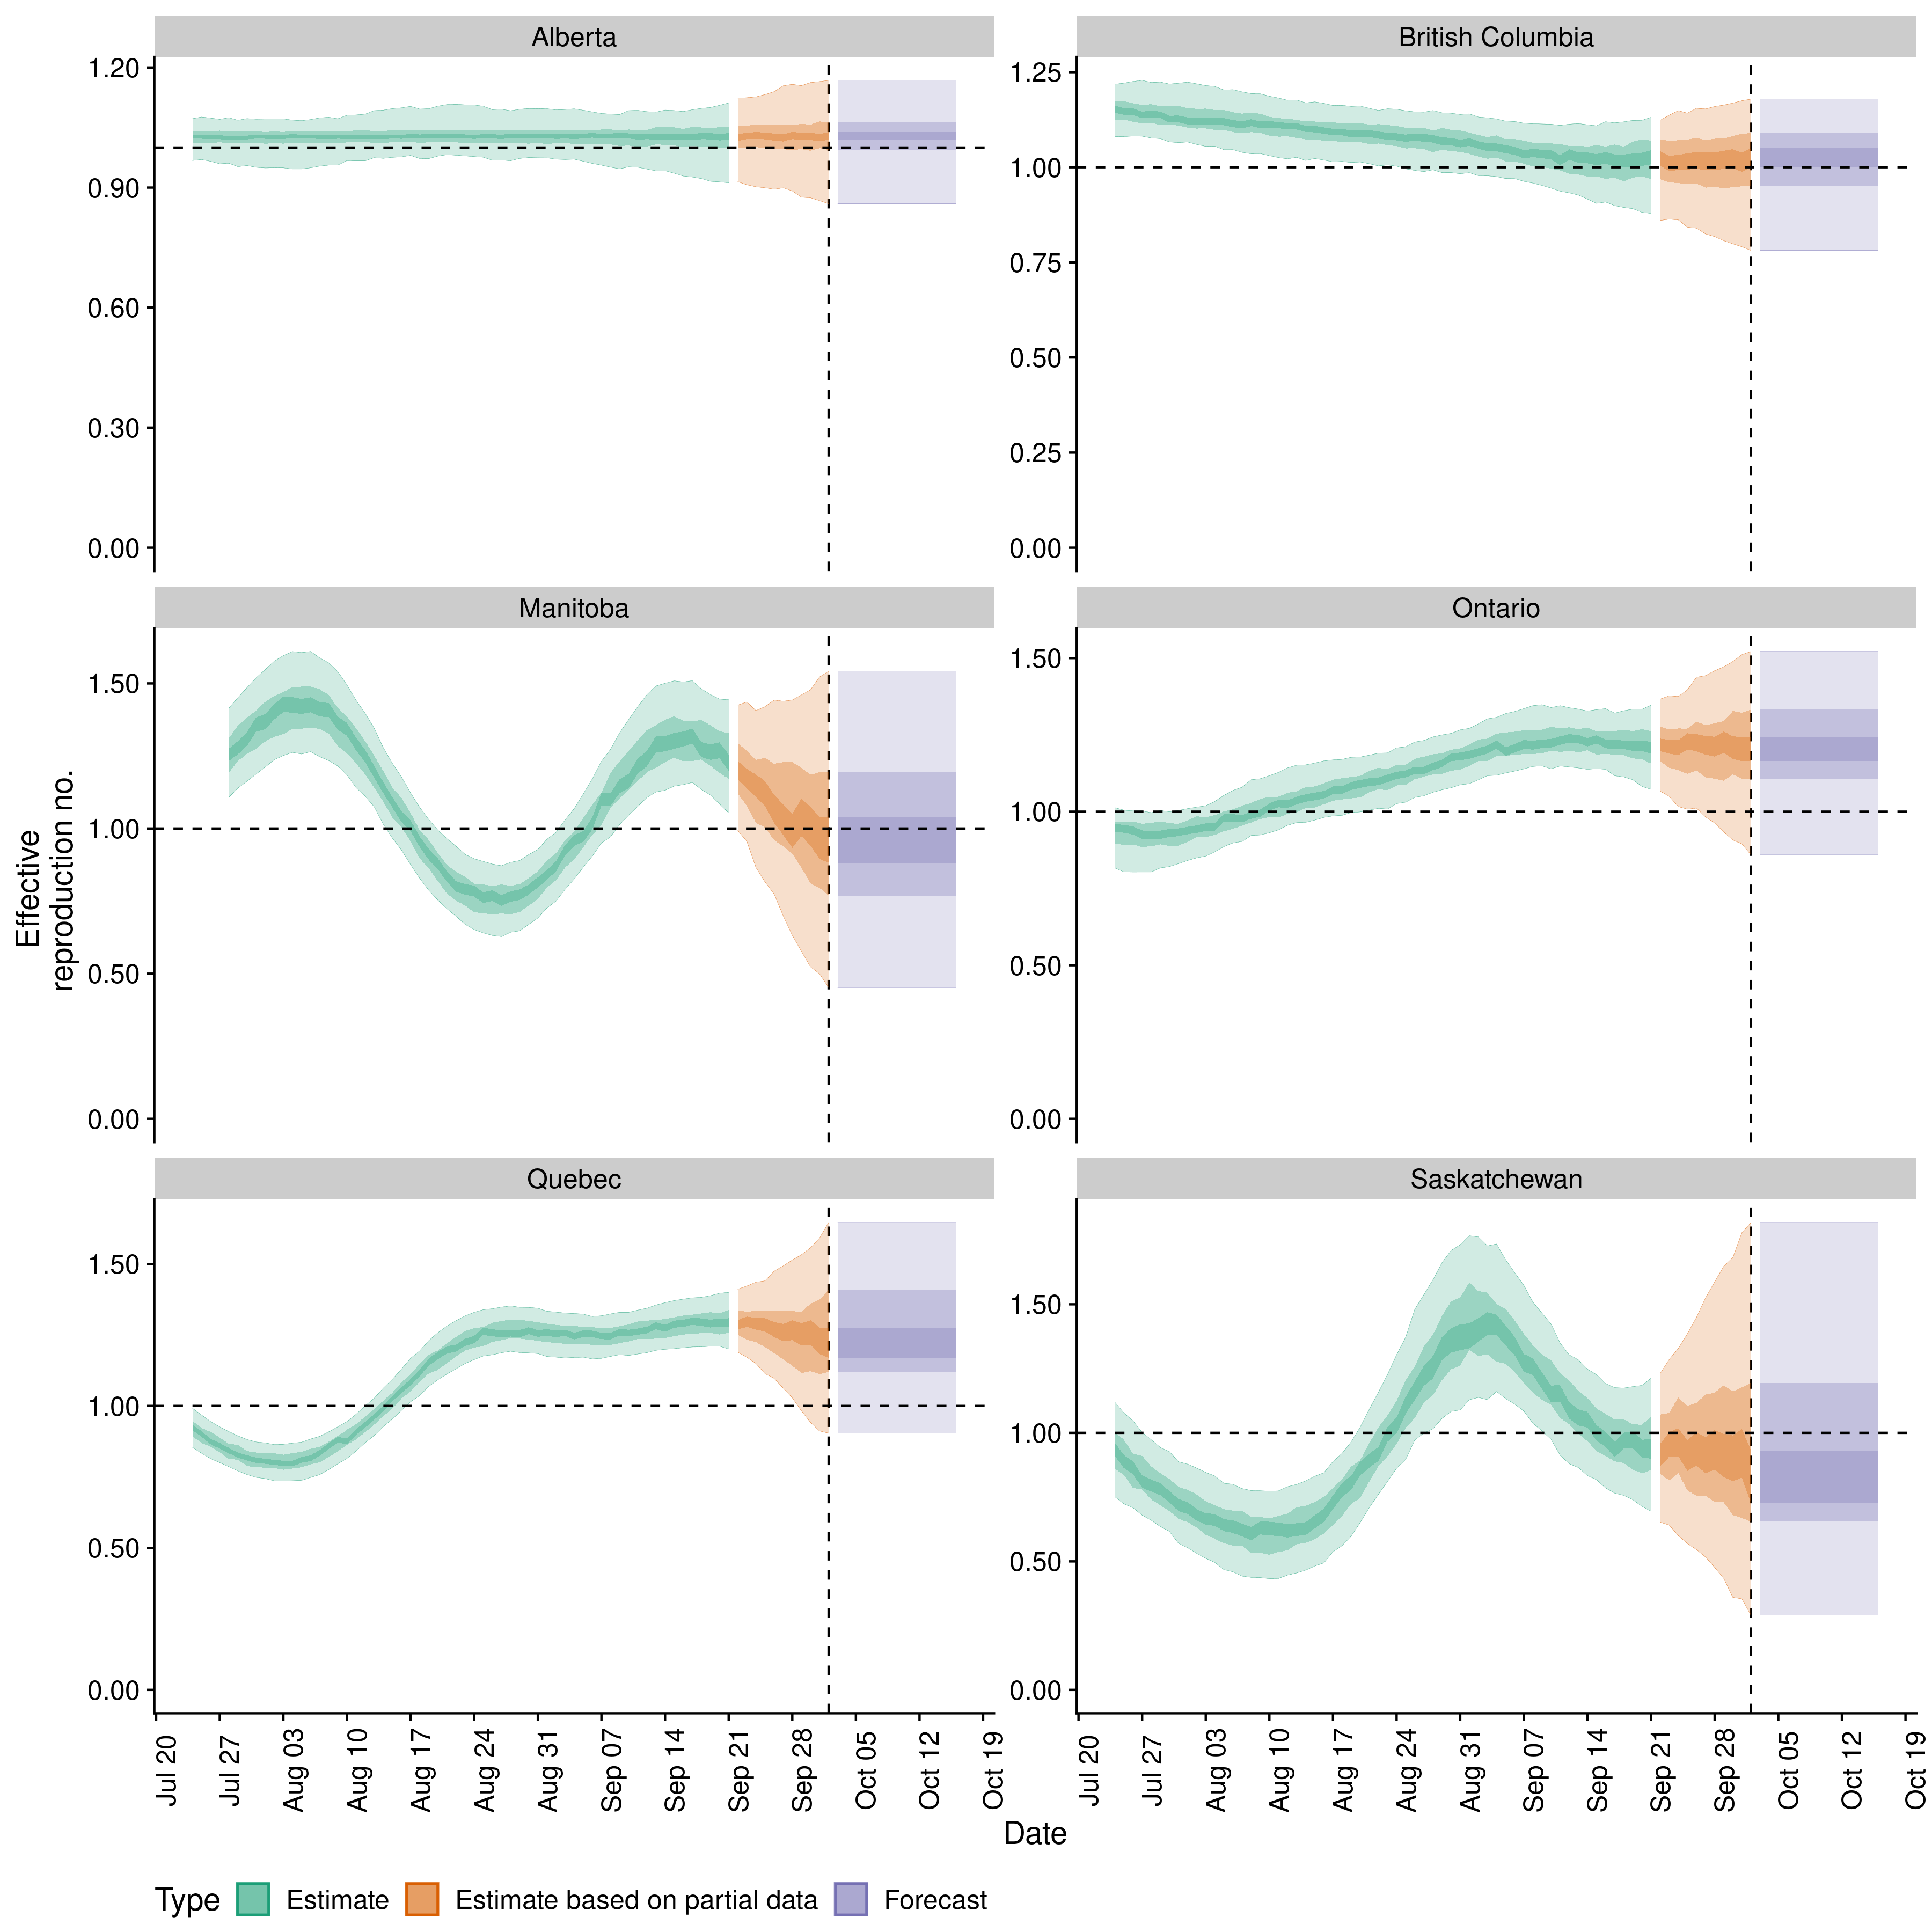 Alberta
British Columbia
1.20
0.90
0.60
0.30
0.00
1.25
1.00
0.75
0.50
0.25
0.00
Manitoba
Ontario
1.50
1.00
0.50
0.00
1.50
1.00
0.50
0.00
Quebec
Saskatchewan
1.50
1.00
0.50
0.00
1.50
1.00
0.50
0.00
Effective
reproduction no.
Jul 20
Jul 27
Aug 03
Aug 10
Aug 17
Aug 24
Aug 31
Sep 07
Sep 14
Sep 21
Sep 28
Oct 05
Oct 12
Oct 19
Jul 20
Jul 27
Aug 03
Aug 10
Aug 17
Aug 24
Aug 31
Sep 07
Sep 14
Sep 21
Sep 28
Oct 05
Oct 12
Oct 19
Date
Type Estimate Estimate based on partial data Forecast